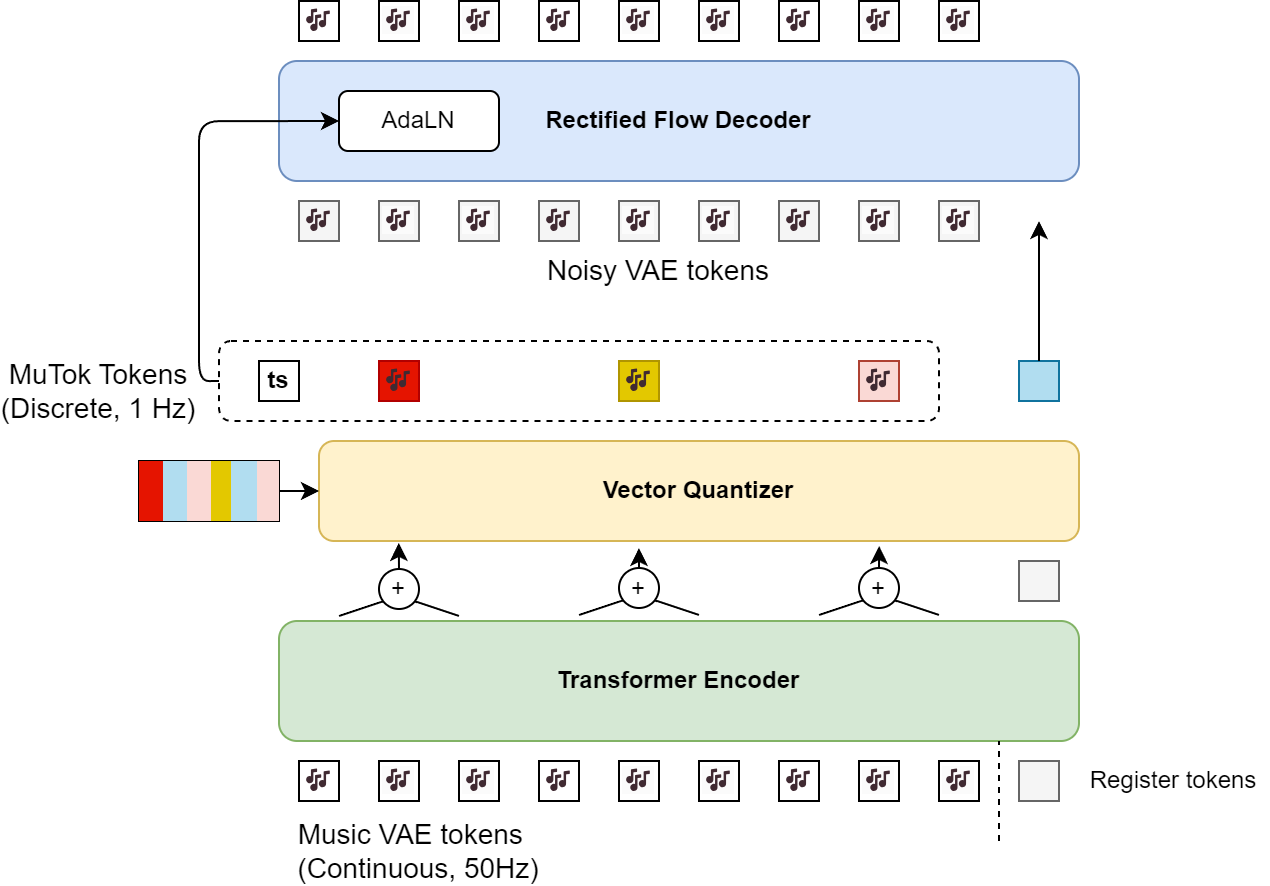 AdaLN
Rectified Flow Decoder
Noisy VAE tokens
MuTok Tokens
(Discrete, 1 Hz)
ts
Vector Quantizer
+
+
+
Transformer Encoder
Register tokens
Music VAE tokens
(Continuous, 50Hz)